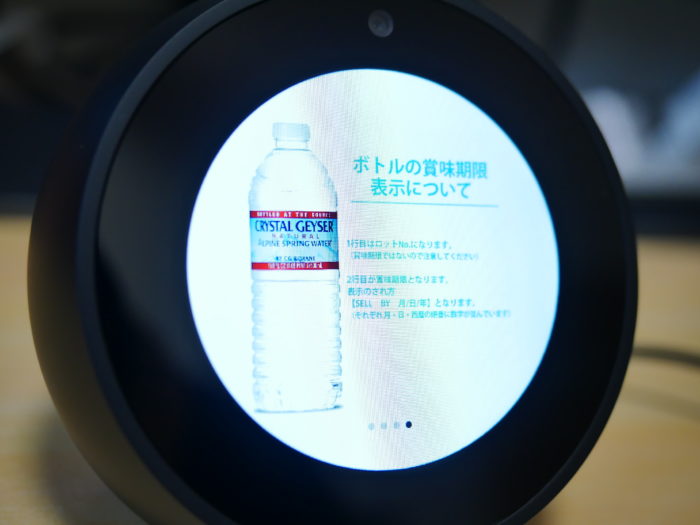 BOTTLED AT THE SOURCE
CRYSTAL GEYSER
NATURAL
ALPINE SPRING WATER
ボトルの賞味期限
表示について
1行目はロットNo.になります。
(賞味期限ではないので注意してください)
2行目が賞味期限となります。
表示のされ方
【SELL BY 月/日/年】となります。
(それぞれ月・日・西暦の順番に数字が並んでいます)